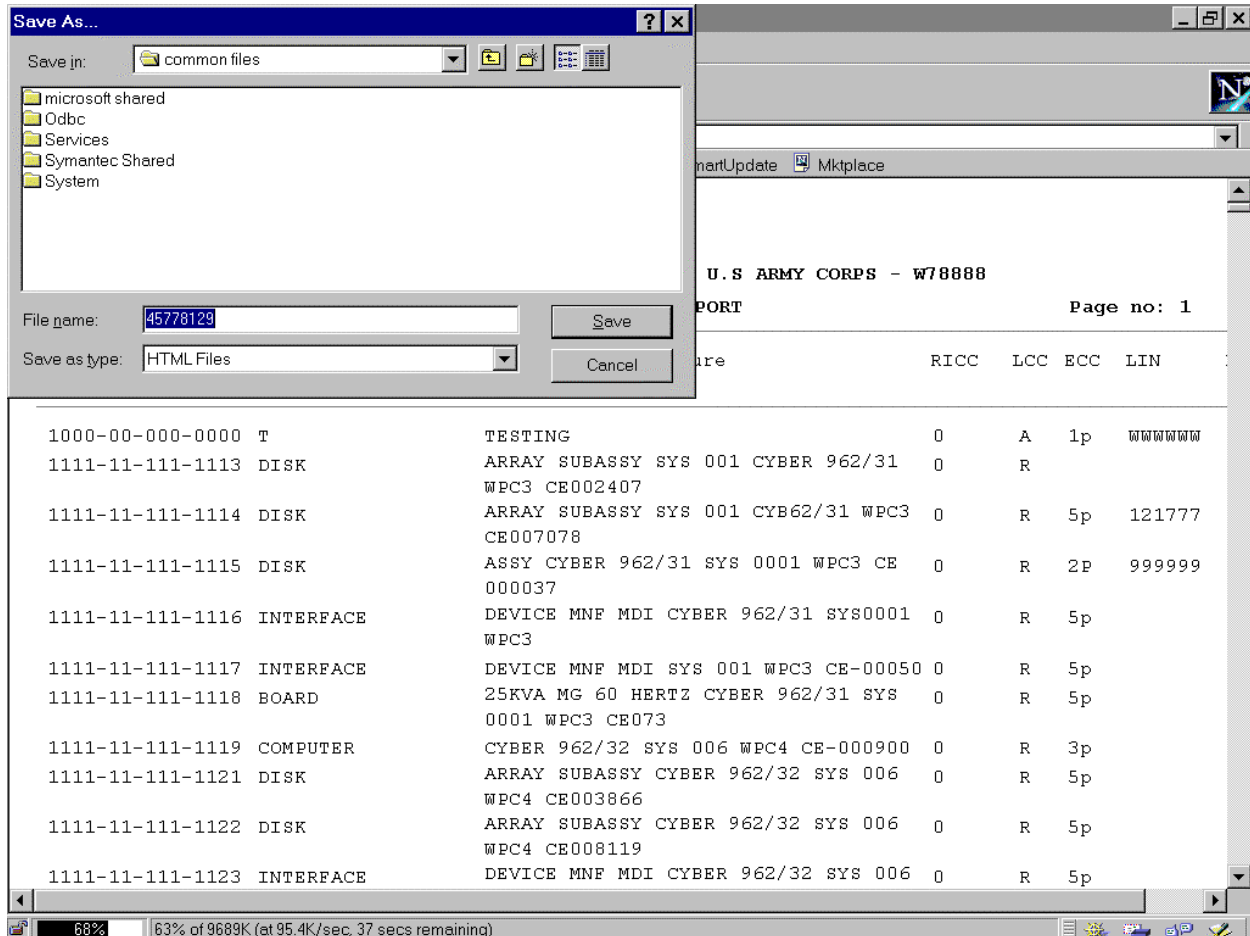 Save As...
Save in: common files
microsoft shared
Odbc
Services
Symantec Shared
System
File name: 45778129 Save
Save as type: HTML Files Cancel
N
martUpdate Mktplace
U.S ARMY CORPS - W78888
PORT Page no: 1
ure RICC LCC ECC LIN
1000-00-000-0000 T TESTING 0 A 1p WWWWWW
1111-11-111-1113 DISK ARRAY SUBASSY SYS 001 CYBER 962/31 0 R
WPC3 CE002407
1111-11-111-1114 DISK ARRAY SUBASSY SYS 001 CYB62/31 WPC3 0 R 5p 121777
CE007078
1111-11-111-1115 DISK ASSY CYBER 962/31 SYS 0001 WPC3 CE 0 R 2P 999999
000037
1111-11-111-1116 INTERFACE DEVICE MNF MDI CYBER 962/31 SYS0001 0 R 5p
WPC3
1111-11-111-1117 INTERFACE DEVICE MNF MDI SYS 001 WPC3 CE-00050 0 R 5p
1111-11-111-1118 BOARD 25KVA MG 60 HERTZ CYBER 962/31 SYS 0 R 5p
0001 WPC3 CE073
1111-11-111-1119 COMPUTER CYBER 962/32 SYS 006 WPC4 CE-000900 0 R 3p
1111-11-111-1121 DISK ARRAY SUBASSY CYBER 962/32 SYS 006 0 R 5p
WPC4 CE003866
1111-11-111-1122 DISK ARRAY SUBASSY CYBER 962/32 SYS 006 0 R 5p
WPC4 CE008119
1111-11-111-1123 INTERFACE DEVICE MNF MDI CYBER 962/32 SYS 006 0 R 5p
68% 63% of 9689K (at 95.4K/sec, 37 secs remaining)